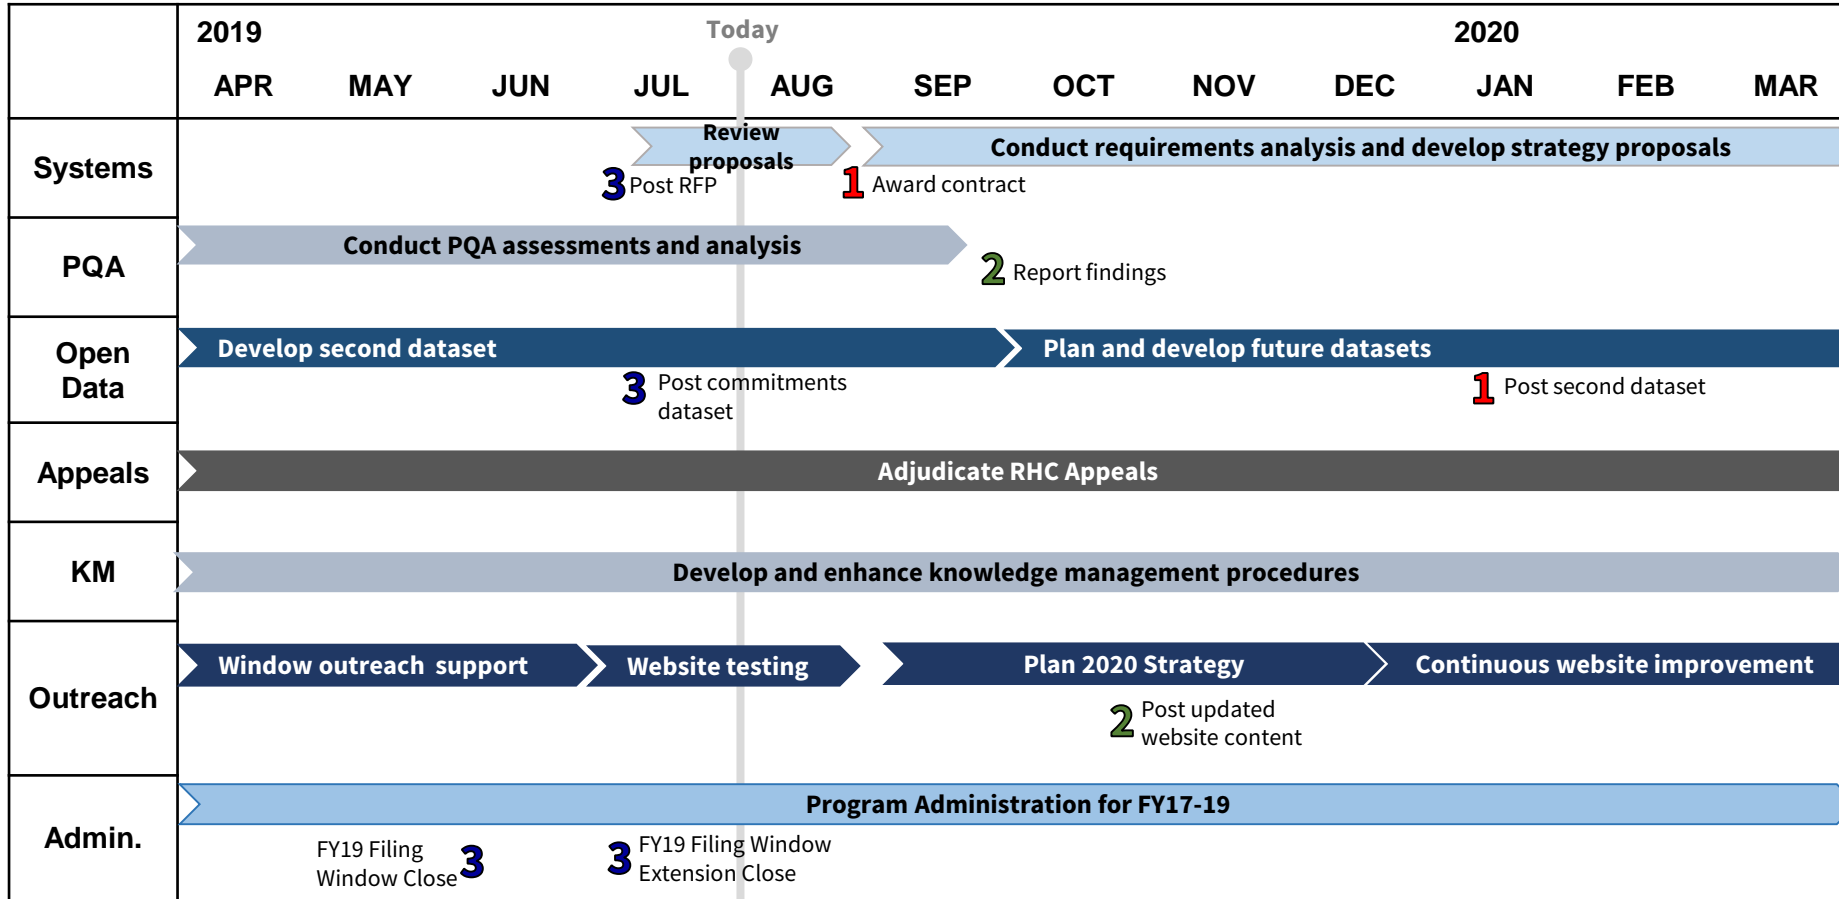 2019 Today 2020
APR MAY JUN JUL AUG SEP OCT NOV DEC JAN FEB MAR
Systems
Review
proposals
Conduct requirements analysis and develop strategy proposals
3 Post RFP
1 Award contract
PQA
Conduct PQA assessments and analysis
2 Report findings
Open
Data
Develop second dataset
Plan and develop future datasets
3 Post commitments
dataset
1 Post second dataset
Appeals
Adjudicate RHC Appeals
KM
Develop and enhance knowledge management procedures
Outreach
Window outreach support
Website testing
Plan 2020 Strategy
Continuous website improvement
2 Post updated
website content
Admin.
Program Administration for FY17-19
FY19 Filing
Window Close 3
3 FY19 Filing Window
Extension Close